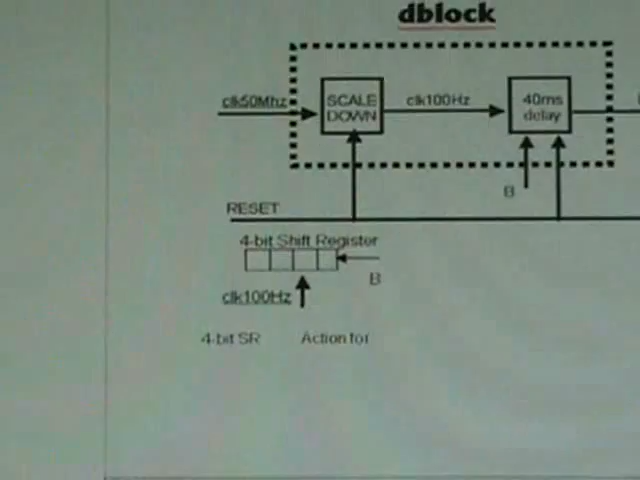 dblock
clk50Mhz
SCALE
DOWN
clk100Hz
40ms
delay
B
RESET
4-bit Shift Register
B
clk100Hz
4-bit SR Action for